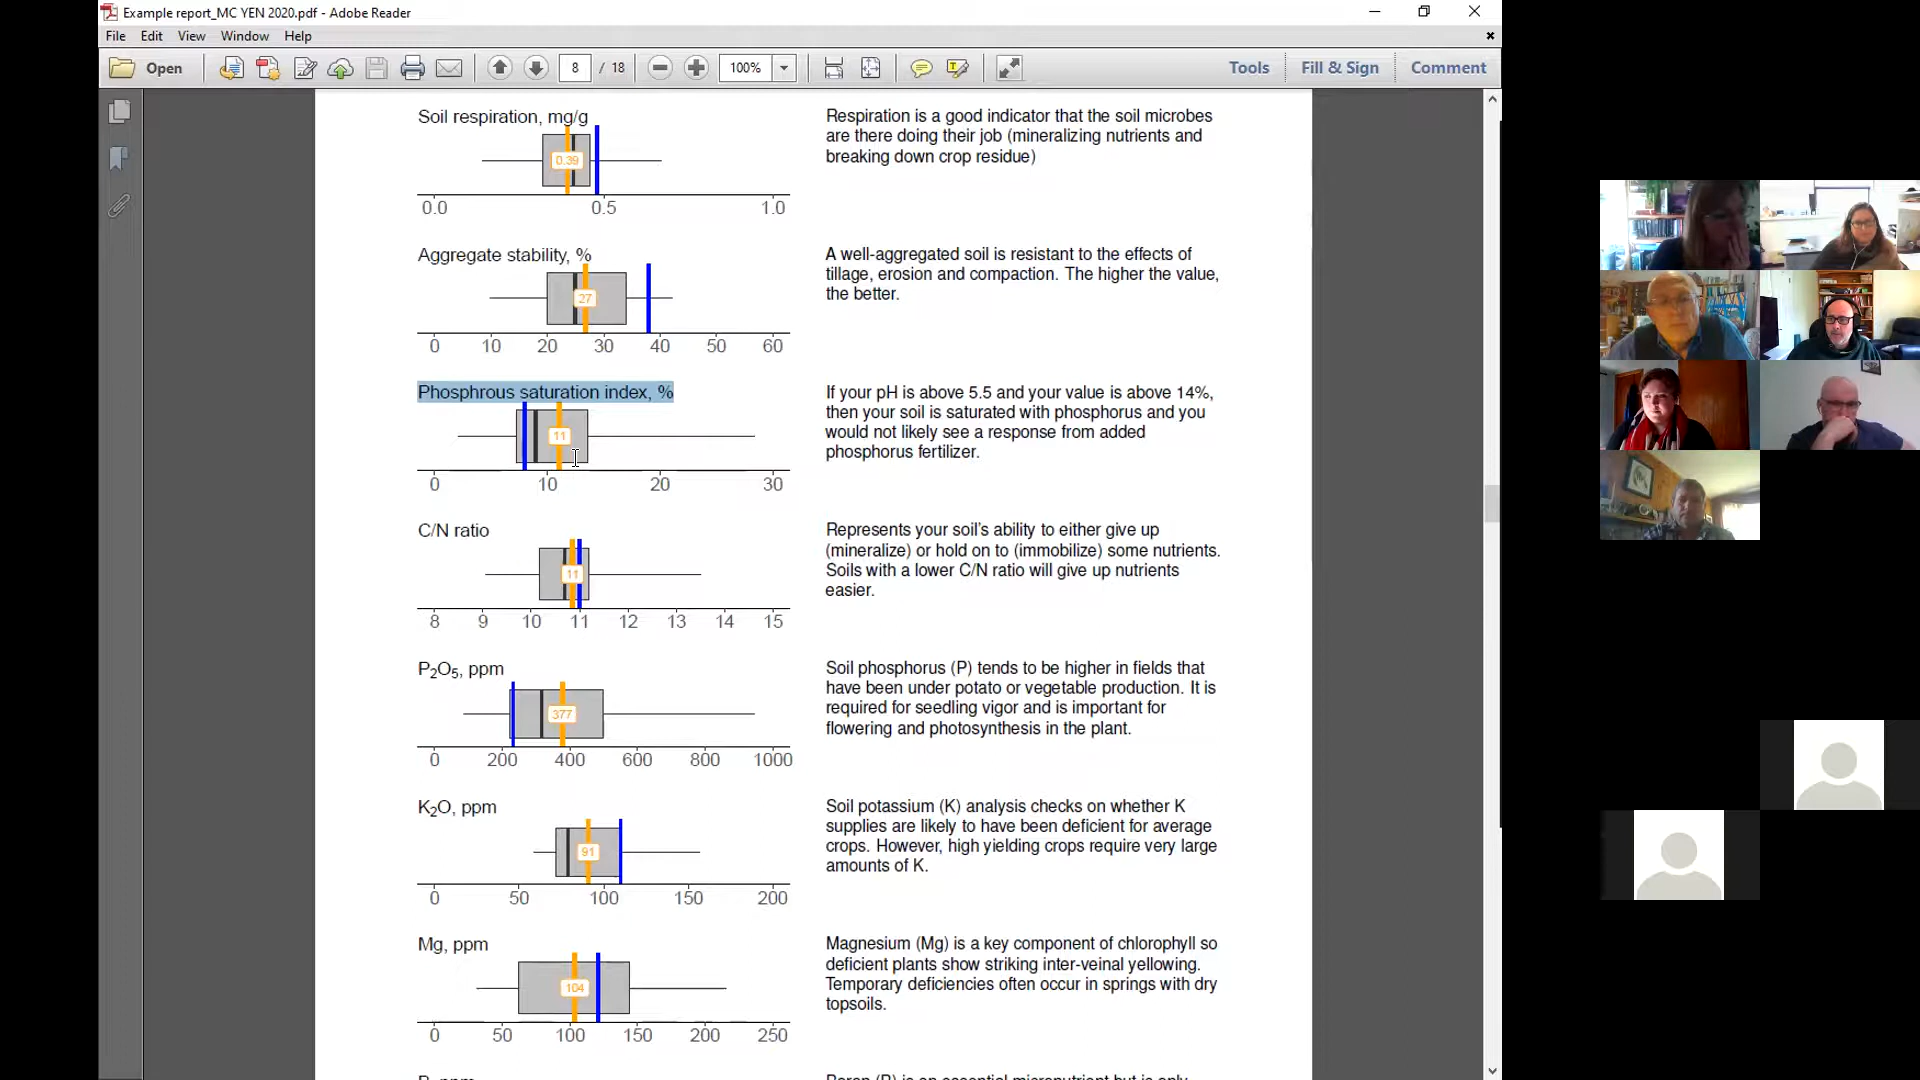 Example report_MC YEN 2020.pdf - Adobe Reader
File Edit View Window Help
Open 8 / 18 100% Tools Fill & Sign Comment
Soil respiration, mg/g
0.39
0.0 0.5 1.0
Respiration is a good indicator that the soil microbes
are there doing their job (mineralizing nutrients and
breaking down crop residue)
Aggregate stability, %
27
0 10 20 30 40 50 60
A well-aggregated soil is resistant to the effects of
tillage, erosion and compaction. The higher the value,
the better.
Phosphrous saturation index, %
11
0 10 20 30
If your pH is above 5.5 and your value is above 14%,
then your soil is saturated with phosphorus and you
would not likely see a response from added
phosphorus fertilizer.
C/N ratio
11
8 9 10 11 12 13 14 15
Represents your soil's ability to either give up
(mineralize) or hold on to (immobilize) some nutrients.
Soils with a lower C/N ratio will give up nutrients
easier.
P₂O₅, ppm
377
0 200 400 600 800 1000
Soil phosphorus (P) tends to be higher in fields that
have been under potato or vegetable production. It is
required for seedling vigor and is important for
flowering and photosynthesis in the plant.
K₂O, ppm
91
0 50 100 150 200
Soil potassium (K) analysis checks on whether K
supplies are likely to have been deficient for average
crops. However, high yielding crops require very large
amounts of K.
Mg, ppm
104
0 50 100 150 200 250
Magnesium (Mg) is a key component of chlorophyll so
deficient plants show striking inter-veinal yellowing.
Temporary deficiencies often occur in springs with dry
topsoils.
B, ppm
Boron (B) is an essential micronutrient but is only